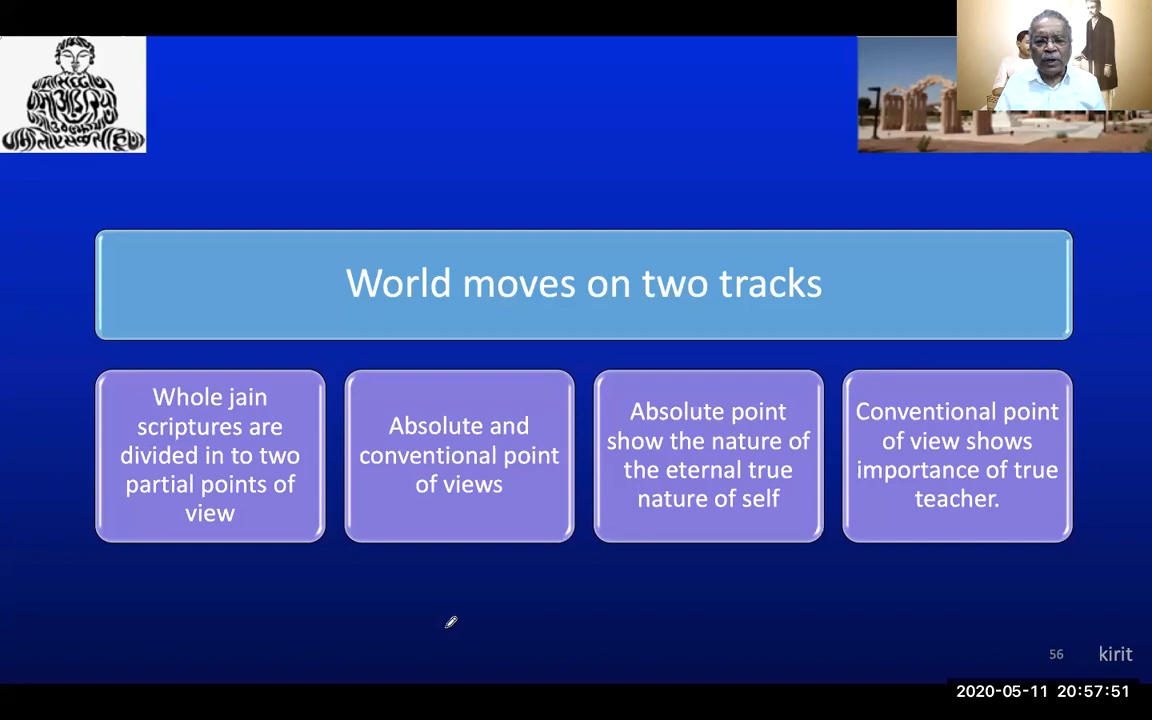 World moves on two tracks
Whole jain
scriptures are
divided in to two
partial points of
view
Absolute and
conventional point
of views
Absolute point
show the nature of
the eternal true
nature of self
Conventional point
of view shows
importance of true
teacher.
56
kirit
2020-05-11 20:57:51